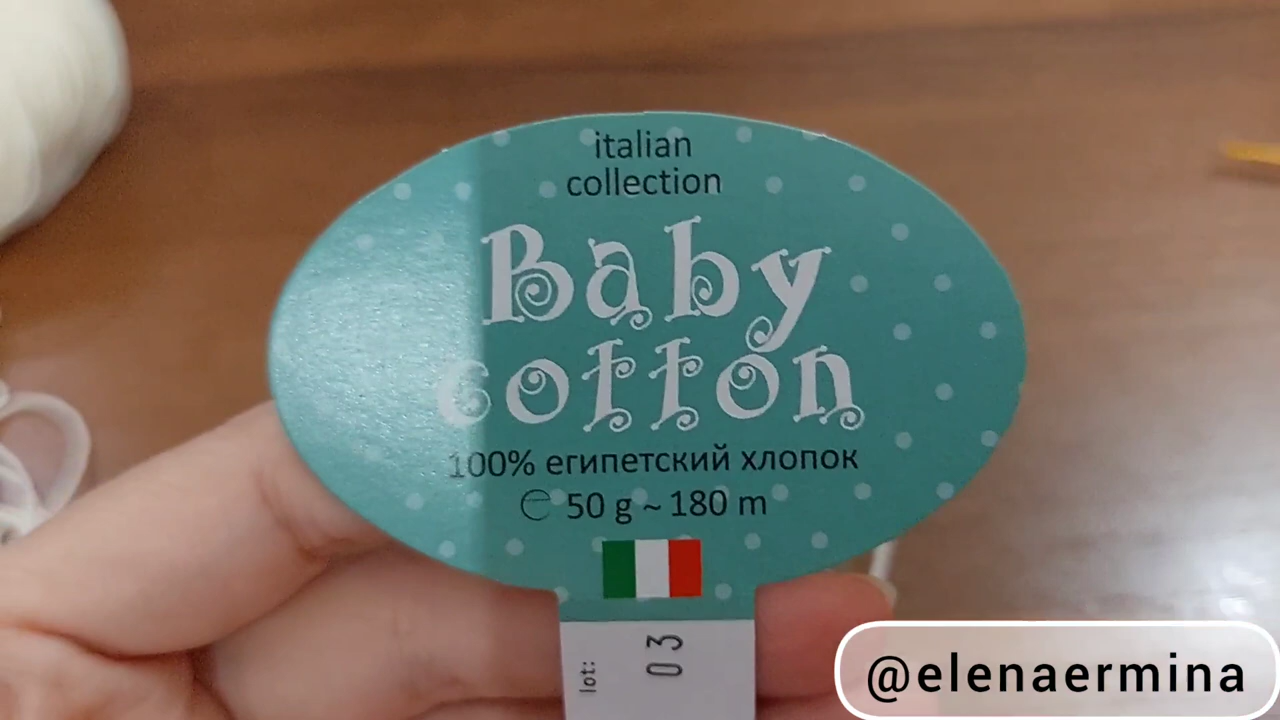 italian
collection
Baby
cotton
100% египетский хлопок
℮ 50 g ~ 180 m
lot:
03
@elenaermina